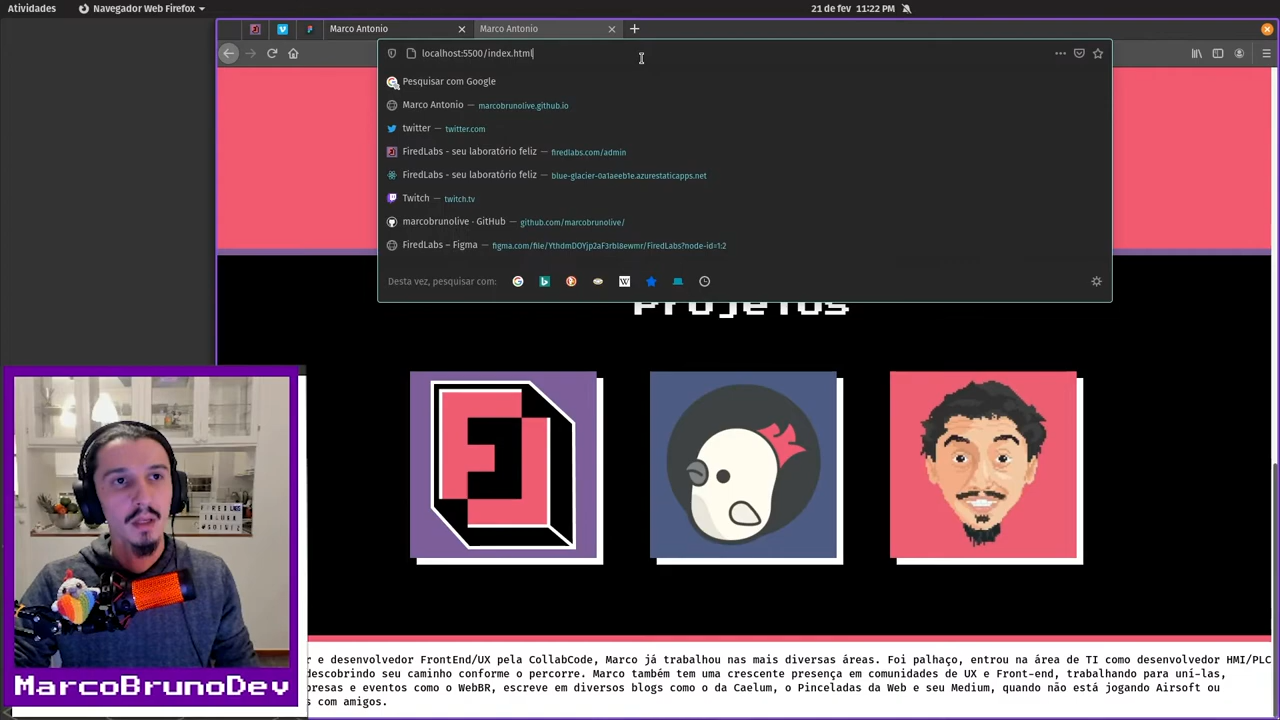 Atividades
Navegador Web Firefox
21 de fev 11:22 PM
Marco Antonio
Marco Antonio
localhost:5500/index.html
Pesquisar com Google
Marco Antonio — marcobrunolive.github.io
twitter — twitter.com
FiredLabs - seu laboratório feliz — firedlabs.com/admin
FiredLabs - seu laboratório feliz — blue-glacier-0a1aeeb1e.azurestaticapps.net
Twitch — twitch.tv
marcobrunolive · GitHub — github.com/marcobrunolive/
FiredLabs – Figma — figma.com/file/YthdmDOYjp2aF3rbl8ewmr/FiredLabs?node-id=1:2
Desta vez, pesquisar com:
Projetos
r e desenvolvedor FrontEnd/UX pela CollabCode, Marco já trabalhou nas mais diversas áreas. Foi palhaço, entrou na área de TI como desenvolvedor HMI/PLC
descobrindo seu caminho conforme o percorre. Marco também tem uma crescente presença em comunidades de UX e Front-end, trabalhando para uní-las,
presas e eventos como o WebBR, escreve em diversos blogs como o da Caelum, o Pinceladas da Web e seu Medium, quando não está jogando Airsoft ou
s com amigos.
MarcoBrunoDev